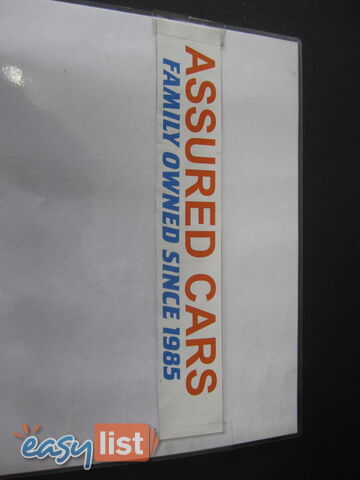 ASSURED CARS
FAMILY OWNED SINCE 1985
easy list